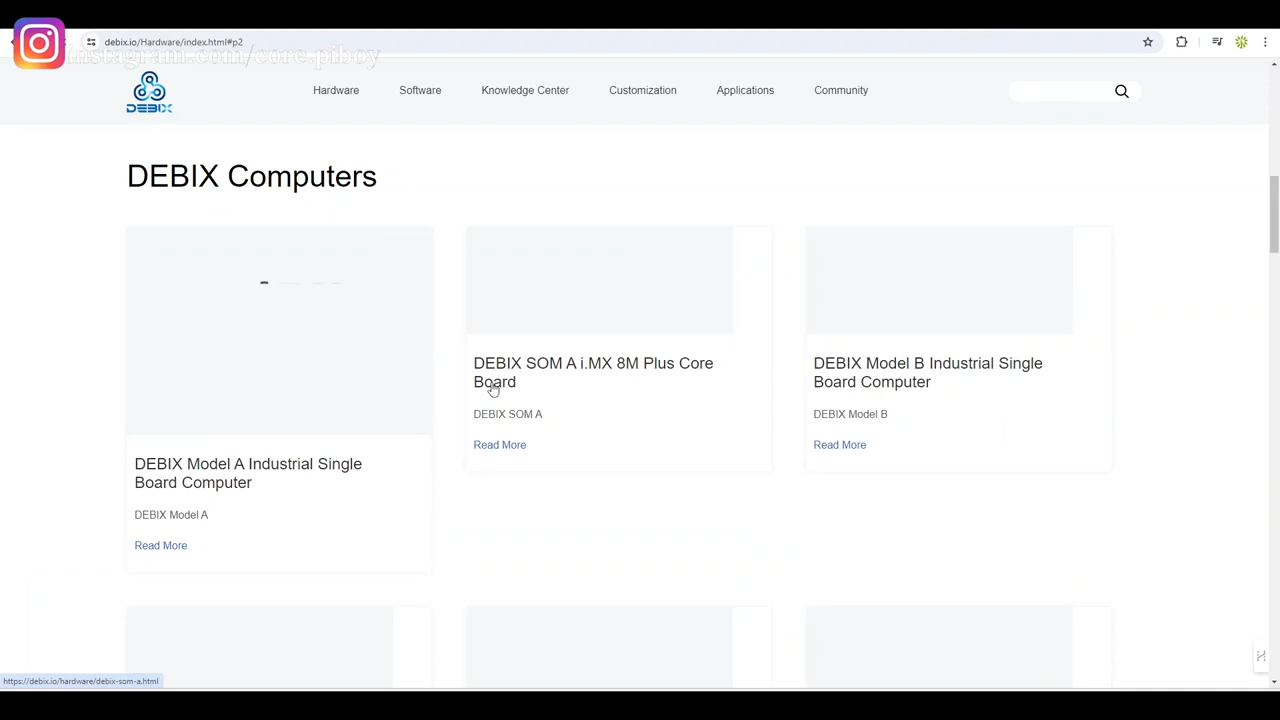 debix.io/Hardware/index.html#p2
instagram.com/core.piboy
DEBIX
Hardware
Software
Knowledge Center
Customization
Applications
Community
DEBIX Computers
DEBIX Model A Industrial Single
Board Computer
DEBIX Model A
Read More
DEBIX SOM A i.MX 8M Plus Core
Board
DEBIX SOM A
Read More
DEBIX Model B Industrial Single
Board Computer
DEBIX Model B
Read More
https://debix.io/hardware/debix-som-a.html